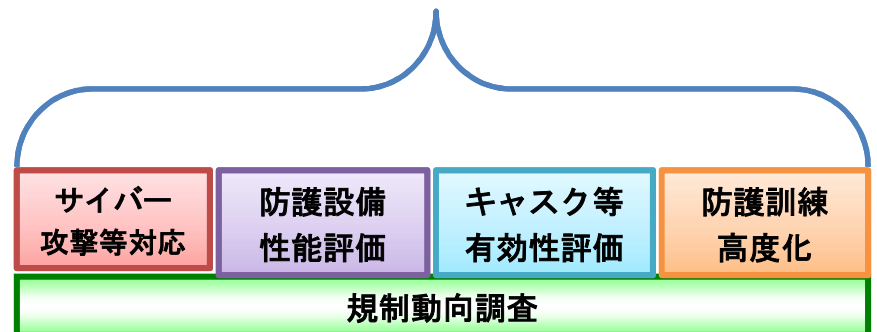 サイバー
攻撃等対応
防護設備
性能評価
キャスク等
有効性評価
防護訓練
高度化
規制動向調査